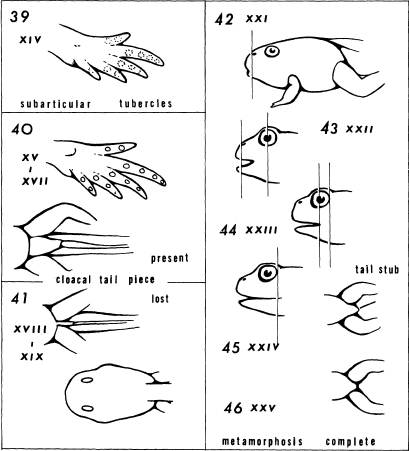 39
XIV
subarticular tubercles
40
XV
-
XVII
present
cloacal tail piece
41
lost
XVIII
-
XIX
42 XXI
43 XXII
44 XXIII
tail stub
45 XXIV
46 XXV
metamorphosis complete